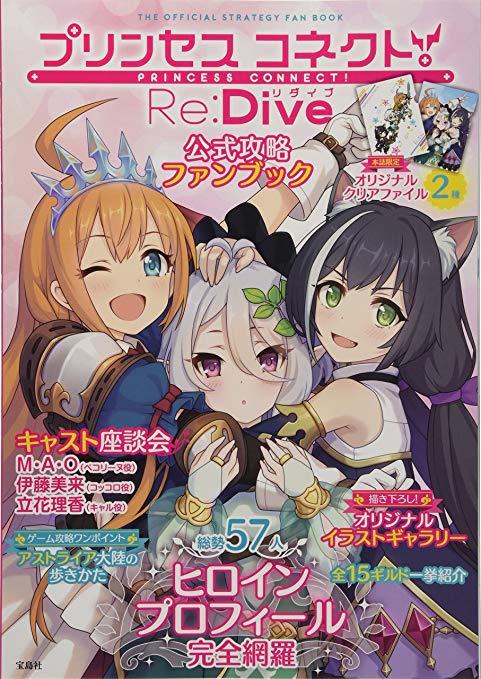 THE OFFICIAL STRATEGY FAN BOOK
プリンセス コネクト!
PRINCESS CONNECT!
Re:Dive
リダイブ
公式攻略
ファンブック
本誌限定
オリジナル
クリアファイル
2種
キャスト座談会
M・A・O(ペコリーヌ役)
伊藤美来(コッコロ役)
立花理香(キャル役)
ゲーム攻略ワンポイント
アストライア大陸の
歩きかた
描き下ろし!
オリジナル
イラストギャラリー
全15ギルド一挙紹介
総勢57人
ヒロイン
プロフィール
完全網羅
宝島社